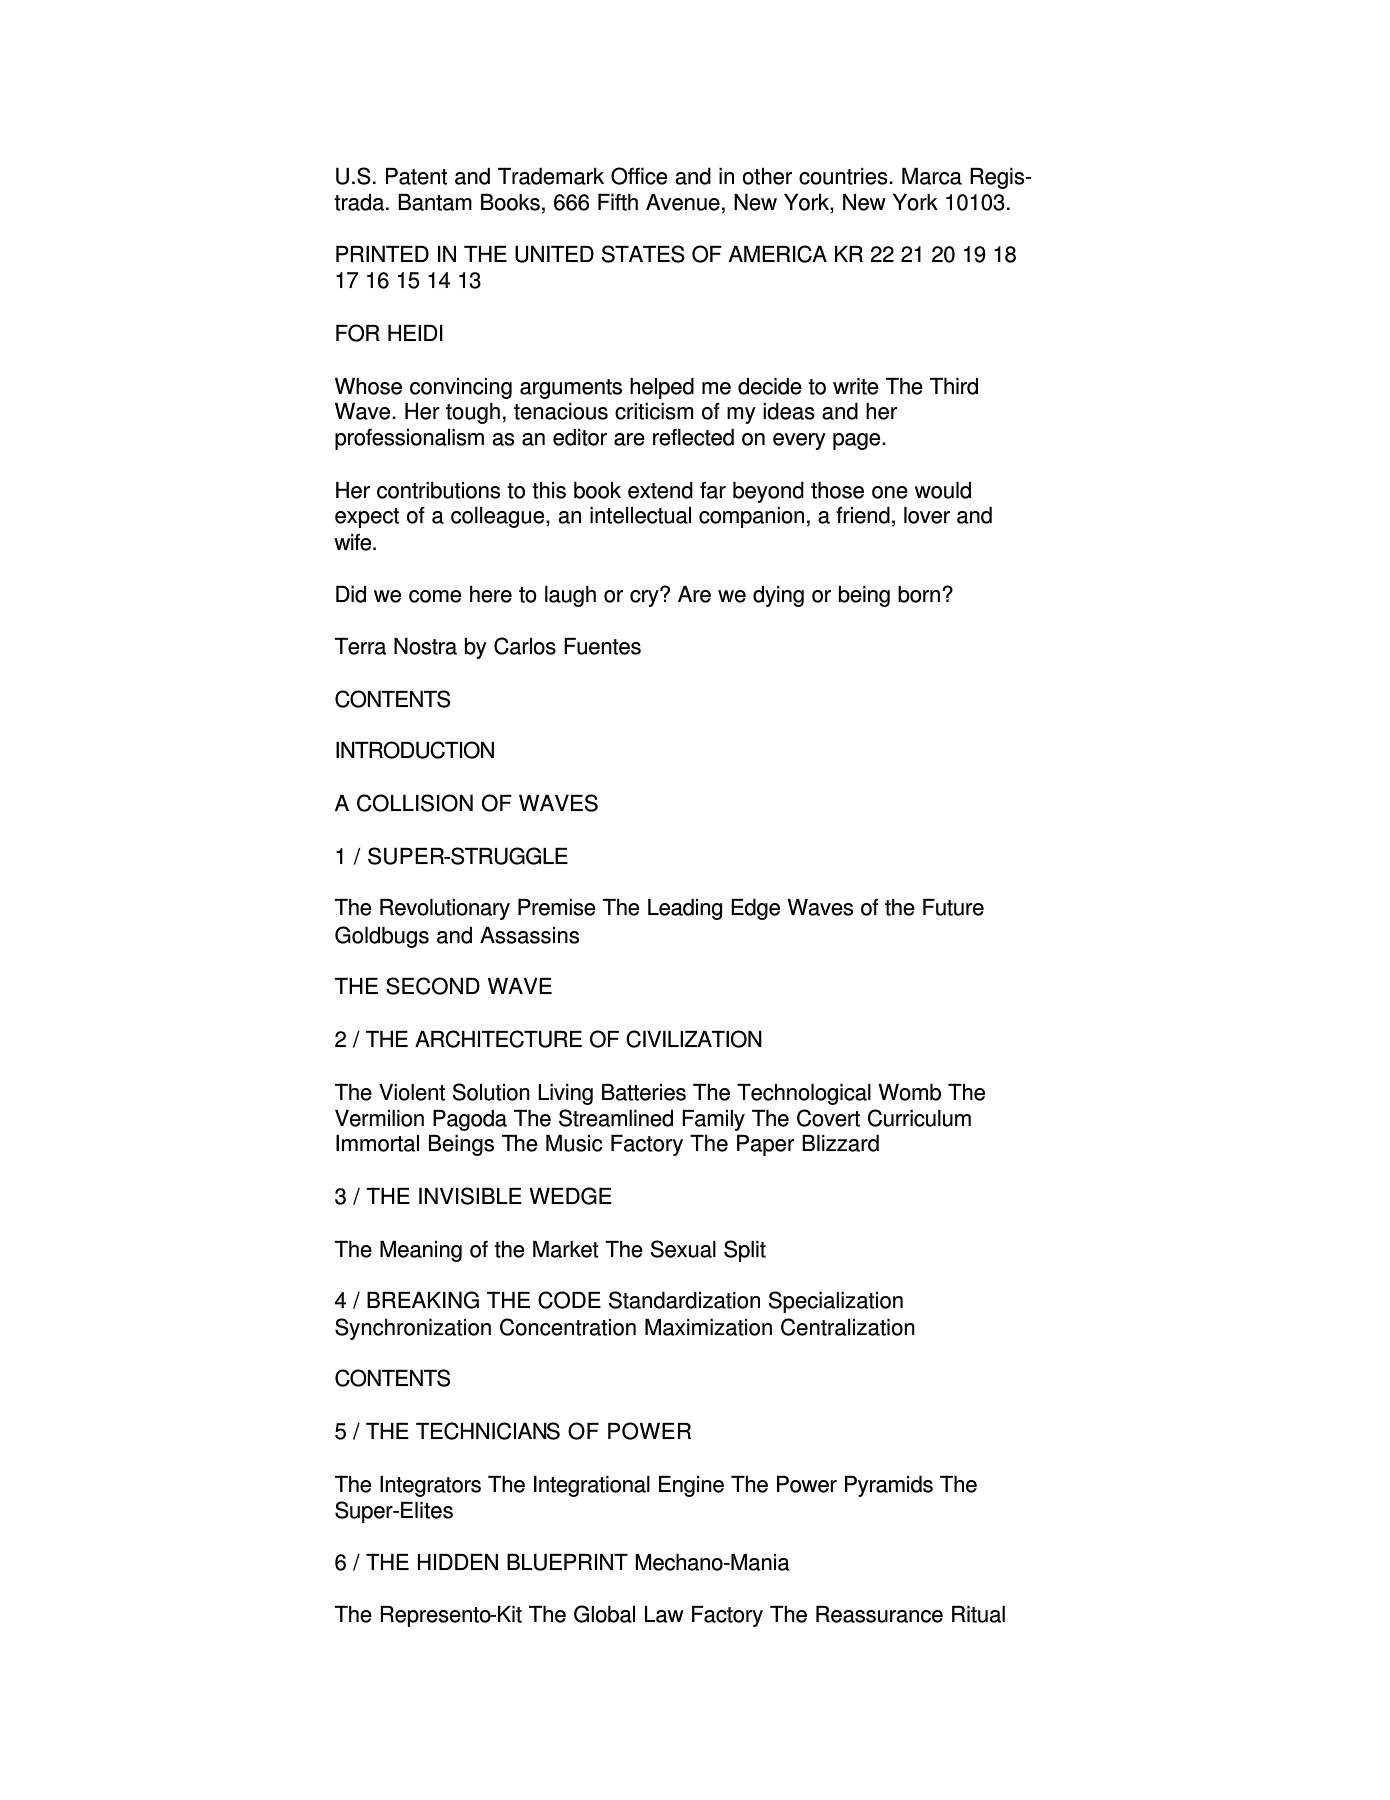 U.S. Patent and Trademark Office and in other countries. Marca Regis-
trada. Bantam Books, 666 Fifth Avenue, New York, New York 10103.
PRINTED IN THE UNITED STATES OF AMERICA KR 22 21 20 19 18
17 16 15 14 13
FOR HEIDI
Whose convincing arguments helped me decide to write The Third
Wave. Her tough, tenacious criticism of my ideas and her
professionalism as an editor are reflected on every page.
Her contributions to this book extend far beyond those one would
expect of a colleague, an intellectual companion, a friend, lover and
wife.
Did we come here to laugh or cry? Are we dying or being born?
Terra Nostra by Carlos Fuentes
CONTENTS
INTRODUCTION
A COLLISION OF WAVES
1 / SUPER-STRUGGLE
The Revolutionary Premise The Leading Edge Waves of the Future
Goldbugs and Assassins
THE SECOND WAVE
2 / THE ARCHITECTURE OF CIVILIZATION
The Violent Solution Living Batteries The Technological Womb The
Vermilion Pagoda The Streamlined Family The Covert Curriculum
Immortal Beings The Music Factory The Paper Blizzard
3 / THE INVISIBLE WEDGE
The Meaning of the Market The Sexual Split
4 / BREAKING THE CODE Standardization Specialization
Synchronization Concentration Maximization Centralization
CONTENTS
5 / THE TECHNICIANS OF POWER
The Integrators The Integrational Engine The Power Pyramids The
Super-Elites
6 / THE HIDDEN BLUEPRINT Mechano-Mania
The Represento-Kit The Global Law Factory The Reassurance Ritual